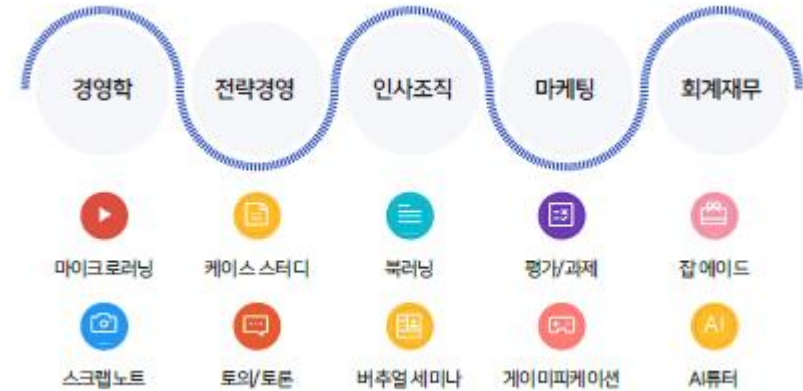 경영학 전략경영 인사조직 마케팅 회계재무
마이크로러닝 케이스 스터디 북러닝 평가/과제 잡 에이드
AI
스크랩 노트 토의/토론 버추얼 세미나 게이미피케이션 AI튜터